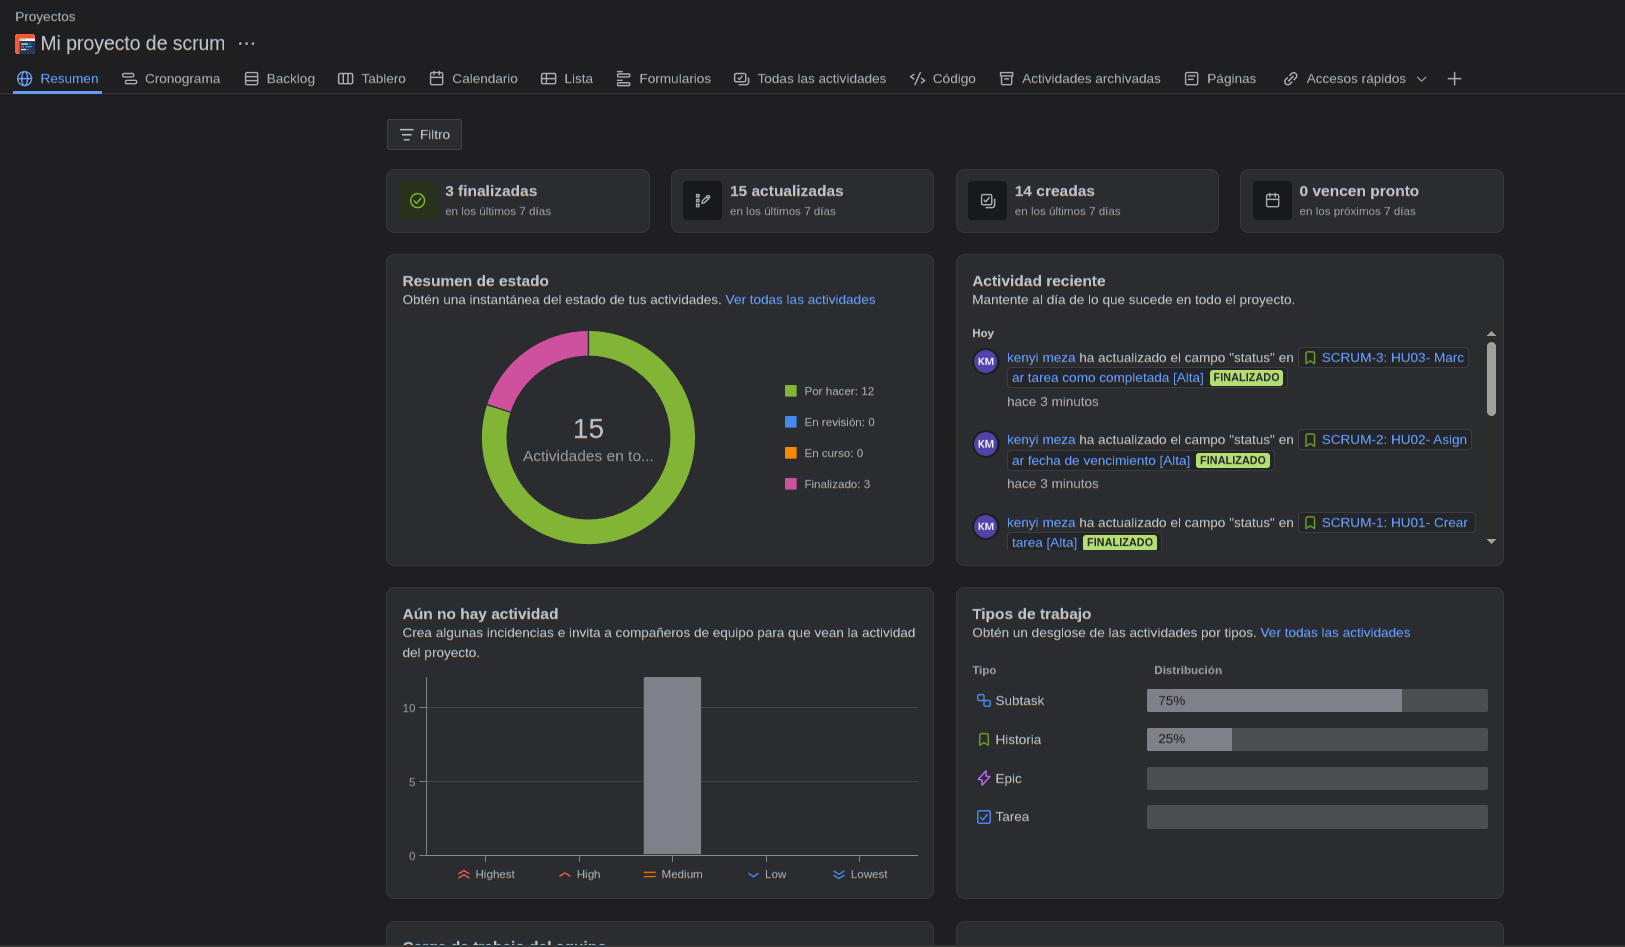 Proyectos
Mi proyecto de scrum
Resumen Cronograma Backlog Tablero Calendario Lista Formularios Todas las actividades Código Actividades archivadas Páginas Accesos rápidos
Filtro
3 finalizadas
en los últimos 7 días
15 actualizadas
en los últimos 7 días
14 creadas
en los últimos 7 días
0 vencen pronto
en los próximos 7 días
Resumen de estado
Obtén una instantánea del estado de tus actividades. Ver todas las actividades
15
Actividades en to...
Por hacer: 12
En revisión: 0
En curso: 0
Finalizado: 3
Actividad reciente
Mantente al día de lo que sucede en todo el proyecto.
Hoy
KM
kenyi meza ha actualizado el campo "status" en SCRUM-3: HU03- Marc
ar tarea como completada [Alta] FINALIZADO
hace 3 minutos
KM
kenyi meza ha actualizado el campo "status" en SCRUM-2: HU02- Asign
ar fecha de vencimiento [Alta] FINALIZADO
hace 3 minutos
KM
kenyi meza ha actualizado el campo "status" en SCRUM-1: HU01- Crear
tarea [Alta] FINALIZADO
Aún no hay actividad
Crea algunas incidencias e invita a compañeros de equipo para que vean la actividad
del proyecto.
10
5
0
Highest High Medium Low Lowest
Tipos de trabajo
Obtén un desglose de las actividades por tipos. Ver todas las actividades
Tipo Distribución
Subtask 75%
Historia 25%
Epic
Tarea
Carga de trabajo del equipo